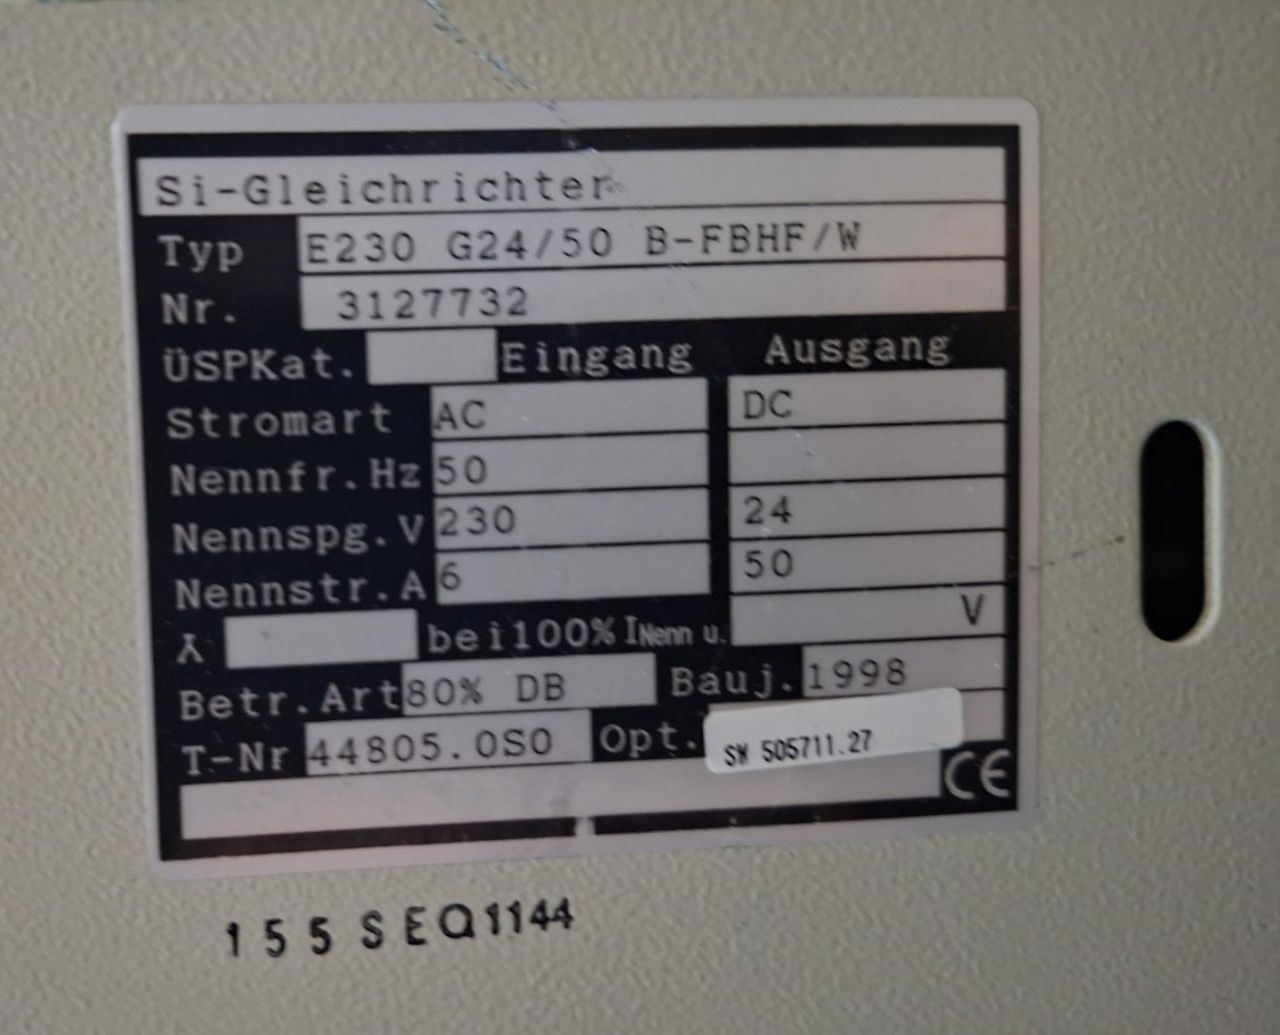 Si-Gleichrichter
Typ E230 G24/50 B-FBHF/W
Nr. 3127732
ÜSPKat. Eingang Ausgang
Stromart AC DC
Nennfr.Hz 50
Nennspg.V 230 24
Nennstr.A 6 50
λ bei100% INenn u. V
Betr.Art 80% DB Bauj. 1998
T-Nr 44805.0S0 Opt. SW 505711.27
CE
155SEQ1144